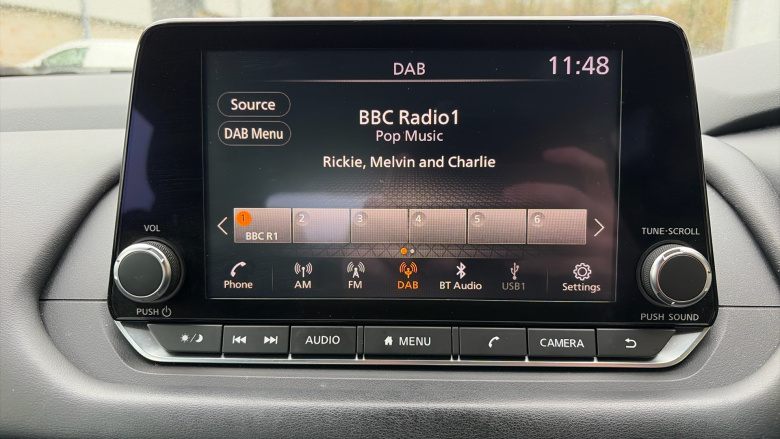 DAB 11:48
Source
BBC Radio1
DAB Menu
Pop Music
Rickie, Melvin and Charlie
1 2 3 4 5 6
BBC R1
VOL
TUNE·SCROLL
Phone AM FM DAB BT Audio USB1 Settings
PUSH
PUSH SOUND
AUDIO MENU CAMERA